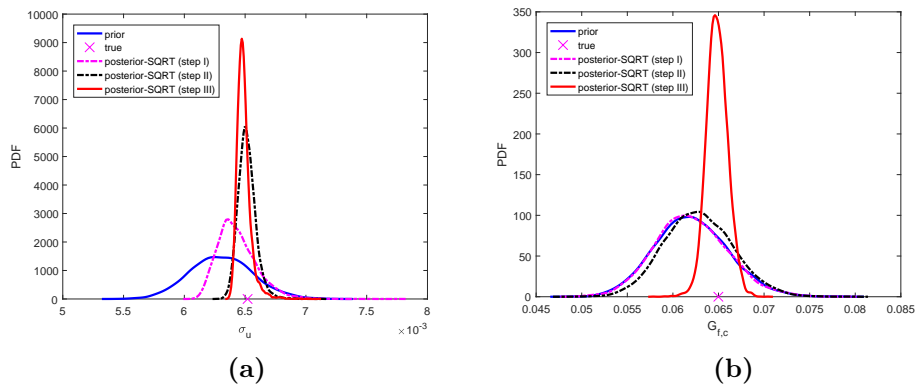 10000
9000
8000
7000
6000
5000
4000
3000
2000
1000
0
PDF
prior
true
posterior-SQRT (step I)
posterior-SQRT (step II)
posterior-SQRT (step III)
5 5.5 6 6.5 7 7.5 8
×10⁻³
σᵤ
(a)
350
300
250
200
150
100
50
0
PDF
prior
true
posterior-SQRT (step I)
posterior-SQRT (step II)
posterior-SQRT (step III)
0.045 0.05 0.055 0.06 0.065 0.07 0.075 0.08 0.085
G_{f,c}
(b)